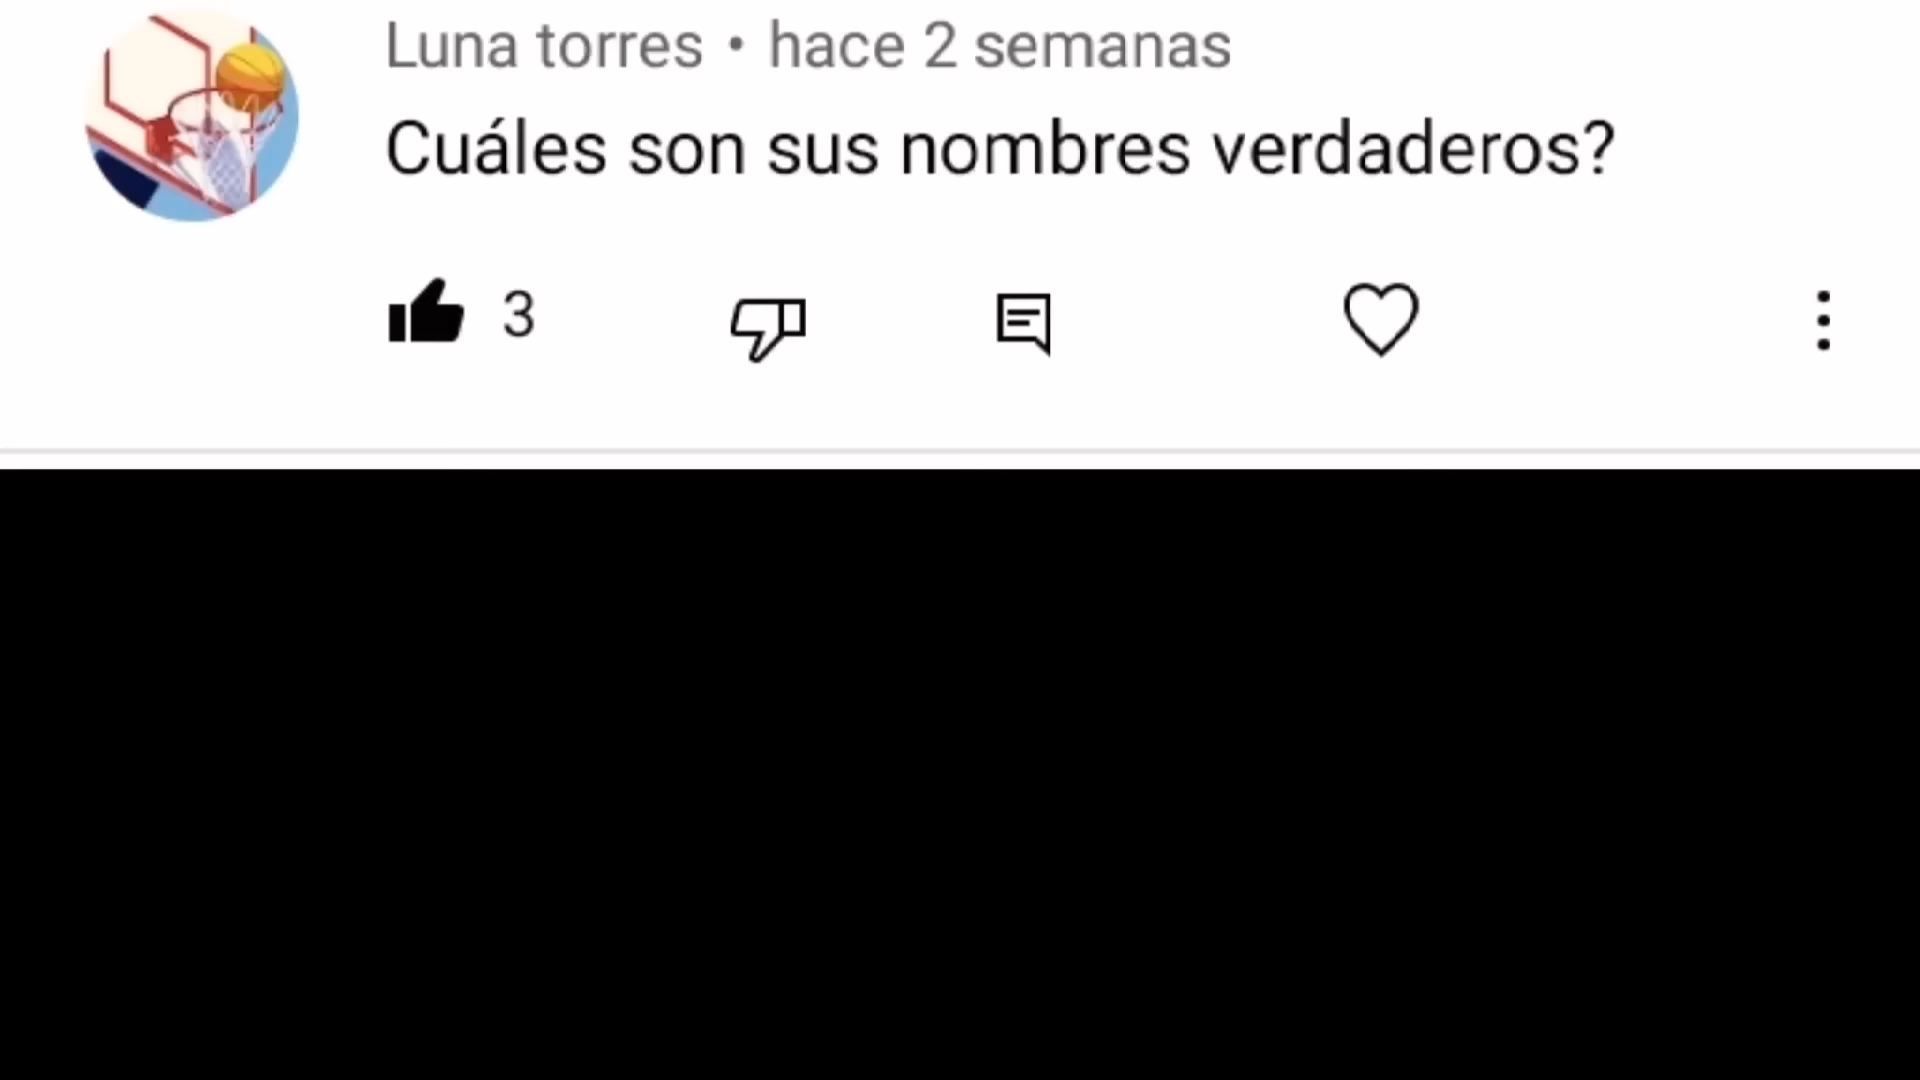 Luna torres • hace 2 semanas
Cuáles son sus nombres verdaderos?
3